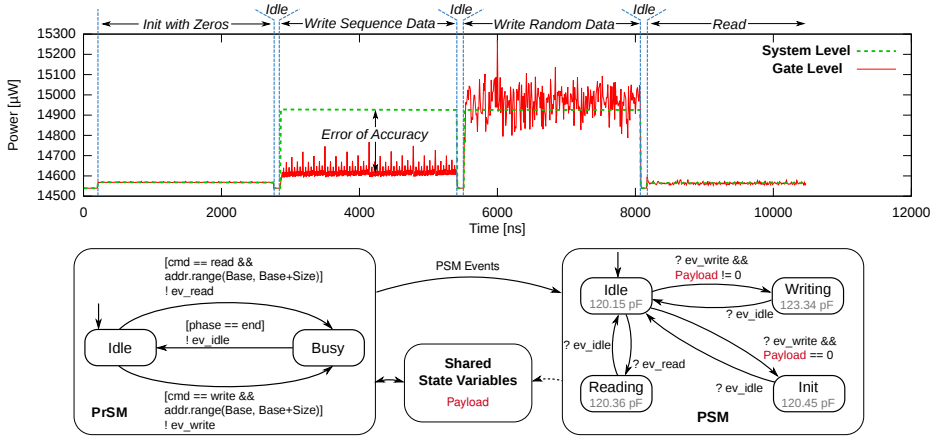 Idle Idle Idle
Init with Zeros Write Sequence Data Write Random Data Read
15300
15200
15100
15000
14900
14800
14700
14600
14500
Power [µW]
System Level
Gate Level
Error of Accuracy
0 2000 4000 6000 8000 10000 12000
Time [ns]
[cmd == read &&
addr.range(Base, Base+Size)]
! ev_read
[phase == end]
! ev_idle
Idle
Busy
[cmd == write &&
addr.range(Base, Base+Size)]
! ev_write
PrSM
PSM Events
Shared
State Variables
Payload
? ev_write &&
Payload != 0
Idle
120.15 pF
Writing
123.34 pF
? ev_idle
? ev_write &&
Payload == 0
? ev_idle
? ev_read
? ev_idle
Reading
120.36 pF
Init
120.45 pF
PSM